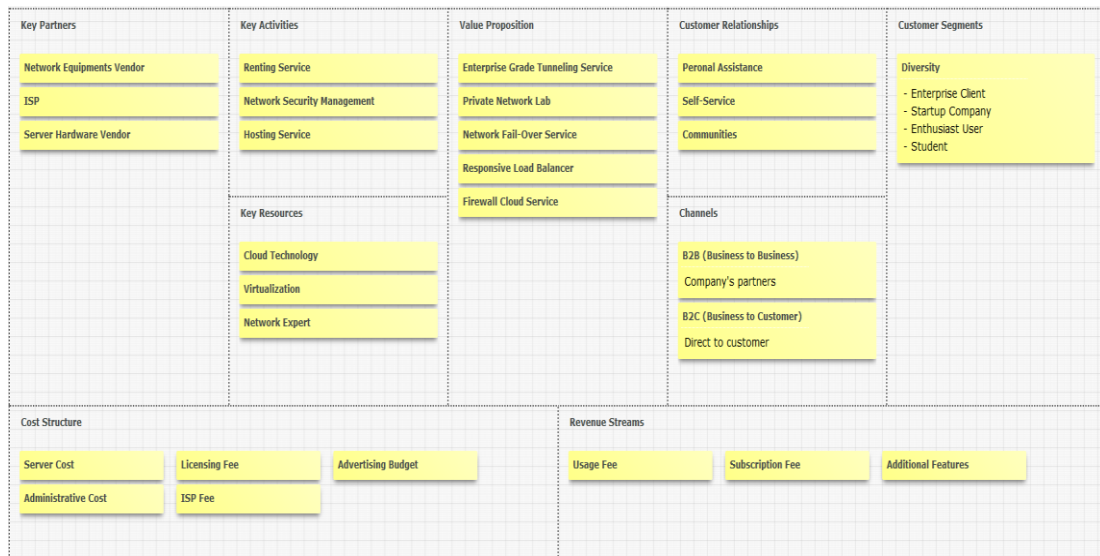 Key Partners
Network Equipments Vendor
ISP
Server Hardware Vendor
Key Activities
Renting Service
Network Security Management
Hosting Service
Key Resources
Cloud Technology
Virtualization
Network Expert
Value Proposition
Enterprise Grade Tunneling Service
Private Network Lab
Network Fail-Over Service
Responsive Load Balancer
Firewall Cloud Service
Customer Relationships
Peronal Assistance
Self-Service
Communities
Channels
B2B (Business to Business)
Company's partners
B2C (Business to Customer)
Direct to customer
Customer Segments
Diversity
- Enterprise Client
- Startup Company
- Enthusiast User
- Student
Cost Structure
Server Cost
Licensing Fee
Advertising Budget
Administrative Cost
ISP Fee
Revenue Streams
Usage Fee
Subscription Fee
Additional Features